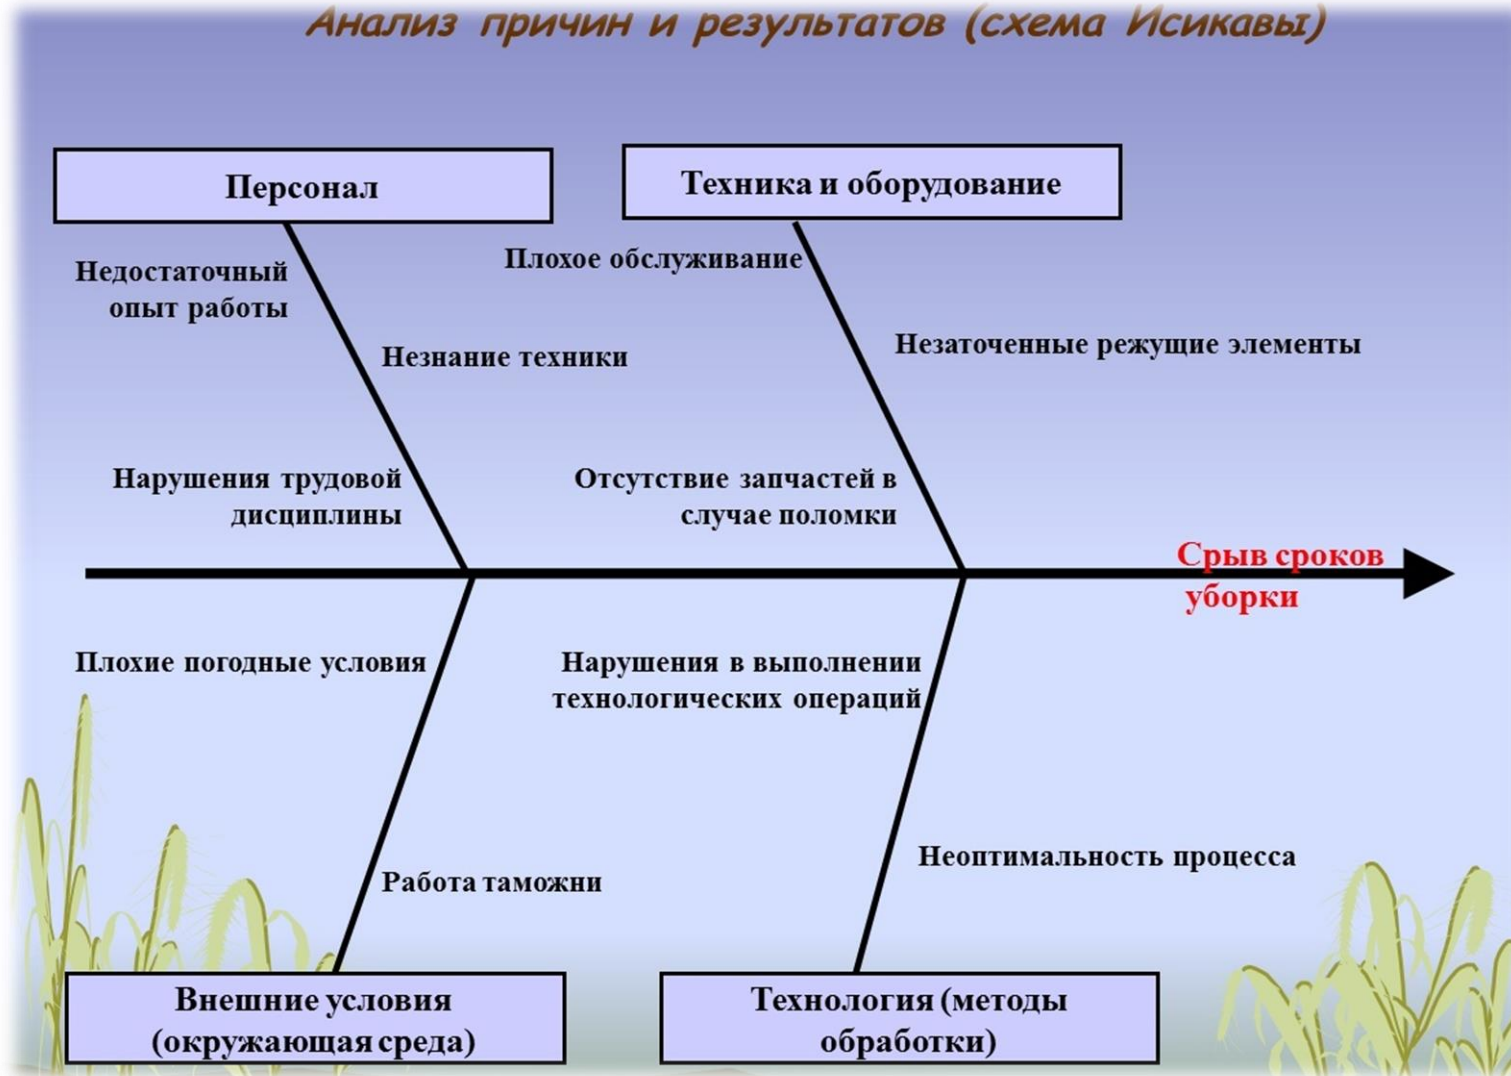 Анализ причин и результатов (схема Исикавы)
Персонал
Техника и оборудование
Недостаточный
опыт работы
Плохое обслуживание
Незнание техники
Незаточенные режущие элементы
Нарушения трудовой
дисциплины
Отсутствие запчастей в
случае поломки
Срыв сроков
уборки
Плохие погодные условия
Нарушения в выполнении
технологических операций
Работа таможни
Неоптимальность процесса
Внешние условия
(окружающая среда)
Технология (методы
обработки)